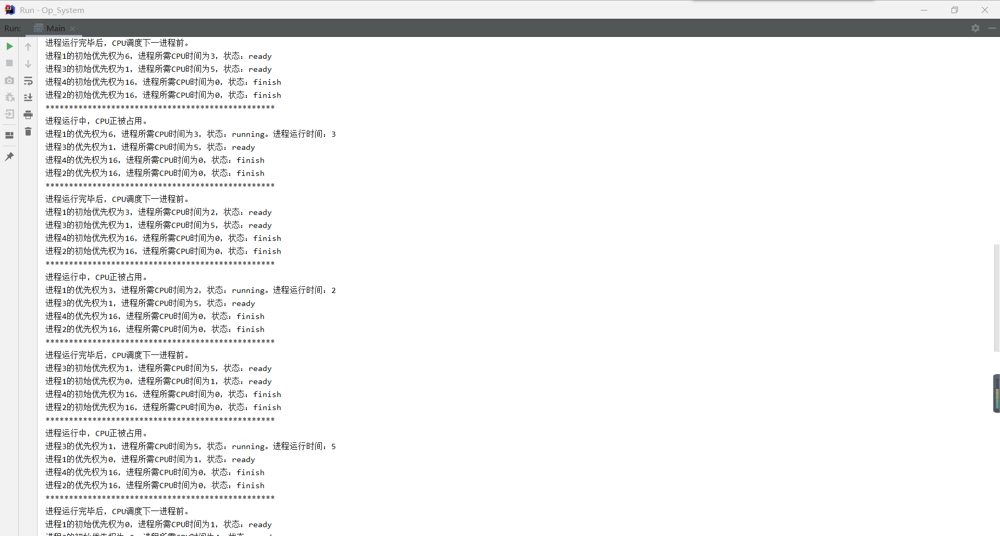 Run - Op_System
Run: Main
进程运行完毕后，CPU调度下一进程前。
进程1的初始优先权为6，进程所需CPU时间为3，状态：ready
进程3的初始优先权为1，进程所需CPU时间为5，状态：ready
进程4的初始优先权为16，进程所需CPU时间为0，状态：finish
进程2的初始优先权为16，进程所需CPU时间为0，状态：finish
*************************************************
进程运行中，CPU正被占用。
进程1的优先权为6，进程所需CPU时间为3，状态：running。进程运行时间：3
进程3的优先权为1，进程所需CPU时间为5，状态：ready
进程4的优先权为16，进程所需CPU时间为0，状态：finish
进程2的优先权为16，进程所需CPU时间为0，状态：finish
*************************************************
进程运行完毕后，CPU调度下一进程前。
进程1的初始优先权为3，进程所需CPU时间为2，状态：ready
进程3的初始优先权为1，进程所需CPU时间为5，状态：ready
进程4的初始优先权为16，进程所需CPU时间为0，状态：finish
进程2的初始优先权为16，进程所需CPU时间为0，状态：finish
*************************************************
进程运行中，CPU正被占用。
进程1的优先权为3，进程所需CPU时间为2，状态：running。进程运行时间：2
进程3的优先权为1，进程所需CPU时间为5，状态：ready
进程4的优先权为16，进程所需CPU时间为0，状态：finish
进程2的优先权为16，进程所需CPU时间为0，状态：finish
*************************************************
进程运行完毕后，CPU调度下一进程前。
进程3的初始优先权为1，进程所需CPU时间为5，状态：ready
进程1的初始优先权为0，进程所需CPU时间为1，状态：ready
进程4的初始优先权为16，进程所需CPU时间为0，状态：finish
进程2的初始优先权为16，进程所需CPU时间为0，状态：finish
*************************************************
进程运行中，CPU正被占用。
进程3的优先权为1，进程所需CPU时间为5，状态：running。进程运行时间：5
进程1的优先权为0，进程所需CPU时间为1，状态：ready
进程4的优先权为16，进程所需CPU时间为0，状态：finish
进程2的优先权为16，进程所需CPU时间为0，状态：finish
*************************************************
进程运行完毕后，CPU调度下一进程前。
进程1的初始优先权为0，进程所需CPU时间为1，状态：ready